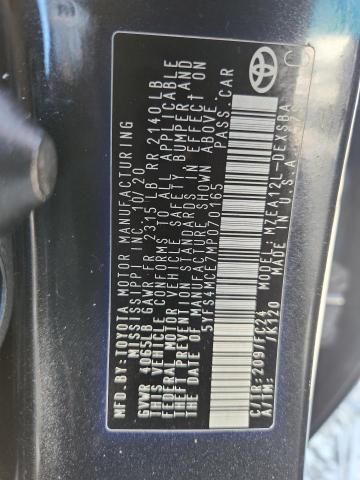 MFD. BY: TOYOTA MOTOR MANUFACTURING
MISSISSIPPI, INC. 10/20
GVWR 4065LB GAWR FR 2315 LB RR 2140 LB
THIS VEHICLE CONFORMS TO ALL APPLICABLE
FEDERAL MOTOR VEHICLE SAFETY, BUMPER, AND
THEFT PREVENTION STANDARDS IN EFFECT ON
THE DATE OF MANUFACTURE SHOWN ABOVE.
PASS. CAR
C/TR: 209/FC24
A/TM: /K120
MODEL: MZEA12L-DEXSBA
MADE IN U.S.A.
TOYOTA